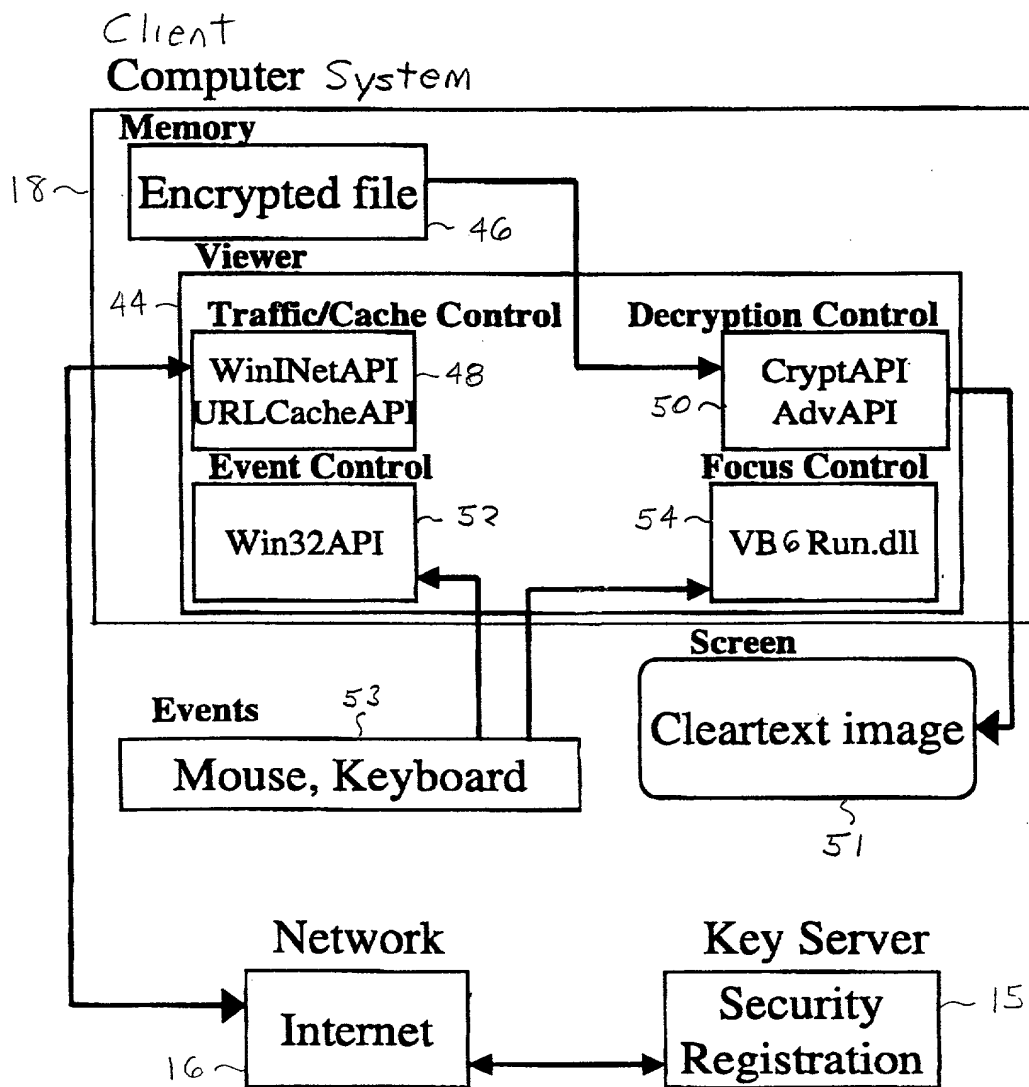 Client
Computer System
Memory
18
Encrypted file
46
Viewer
44
Traffic/Cache Control
Decryption Control
WinINetAPI
URLCacheAPI
48
50
CryptAPI
AdvAPI
Event Control
Focus Control
Win32API
52
54
VB6Run.dll
Screen
Events
53
Mouse, Keyboard
Cleartext image
51
Network
Key Server
Internet
16
Security
Registration
15